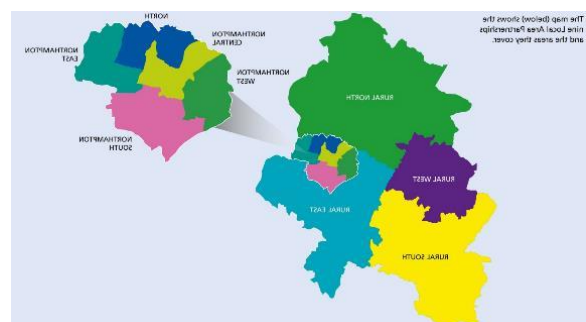 The map (below) shows the
nine Local Area Partnerships
and the areas they cover.
NORTH
NORTHAMPTON
CENTRAL
NORTHAMPTON
EAST
NORTHAMPTON
WEST
NORTHAMPTON
SOUTH
RURAL NORTH
RURAL WEST
RURAL EAST
RURAL SOUTH